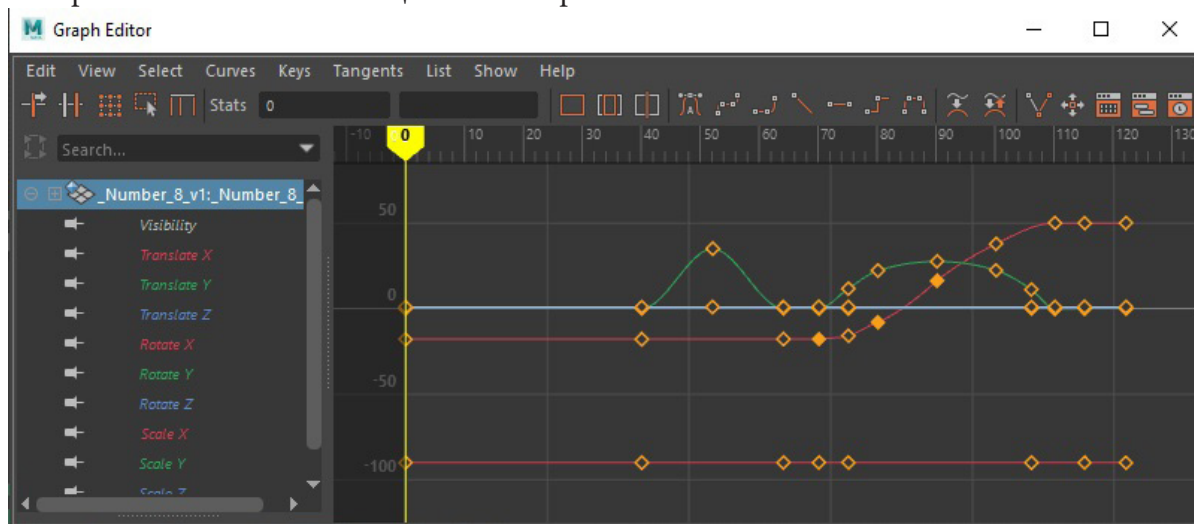 Graph Editor
Edit View Select Curves Keys Tangents List Show Help
Stats 0
-10 0 10 20 30 40 50 60 70 80 90 100 110 120 130
Search...
_Number_8_v1:_Number_8_
Visibility
Translate X
Translate Y
Translate Z
Rotate X
Rotate Y
Rotate Z
Scale X
Scale Y
Scale Z
50
0
-50
-100